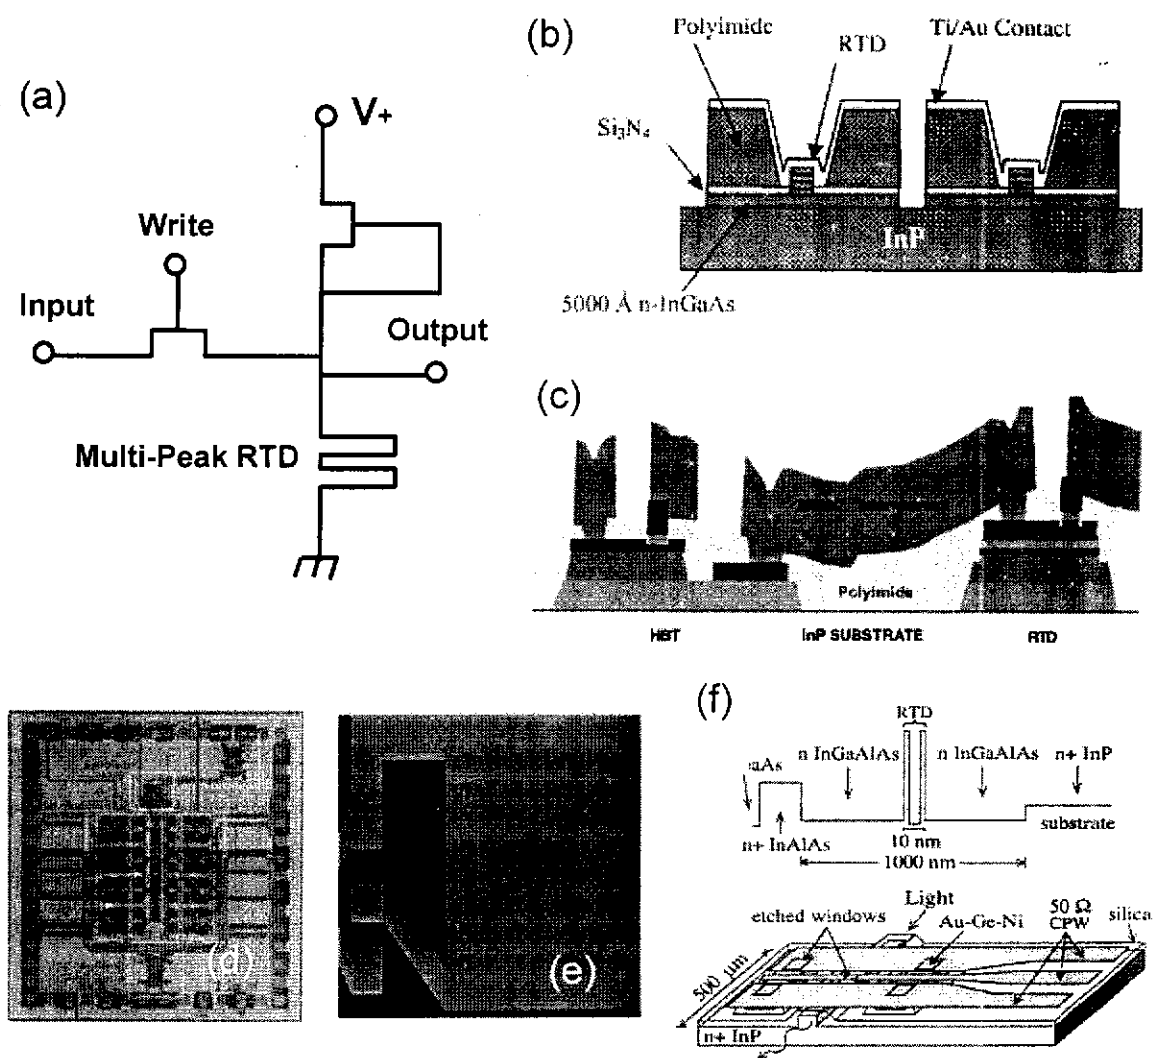 (a)
V+
Write
Input
Output
Multi-Peak RTD
(b)
Polyimide
RTD
Ti/Au Contact
Si₃N₄
InP
5000 Å n-InGaAs
(c)
Polyimide
HBT
InP SUBSTRATE
RTD
(d)
(e)
(f)
RTD
aAs
n InGaAlAs
n InGaAlAs
n+ InP
substrate
n+ InAlAs
10 nm
1000 nm
Light
etched windows
Au-Ge-Ni
50 Ω
CPW
silica
500 μm
n+ InP